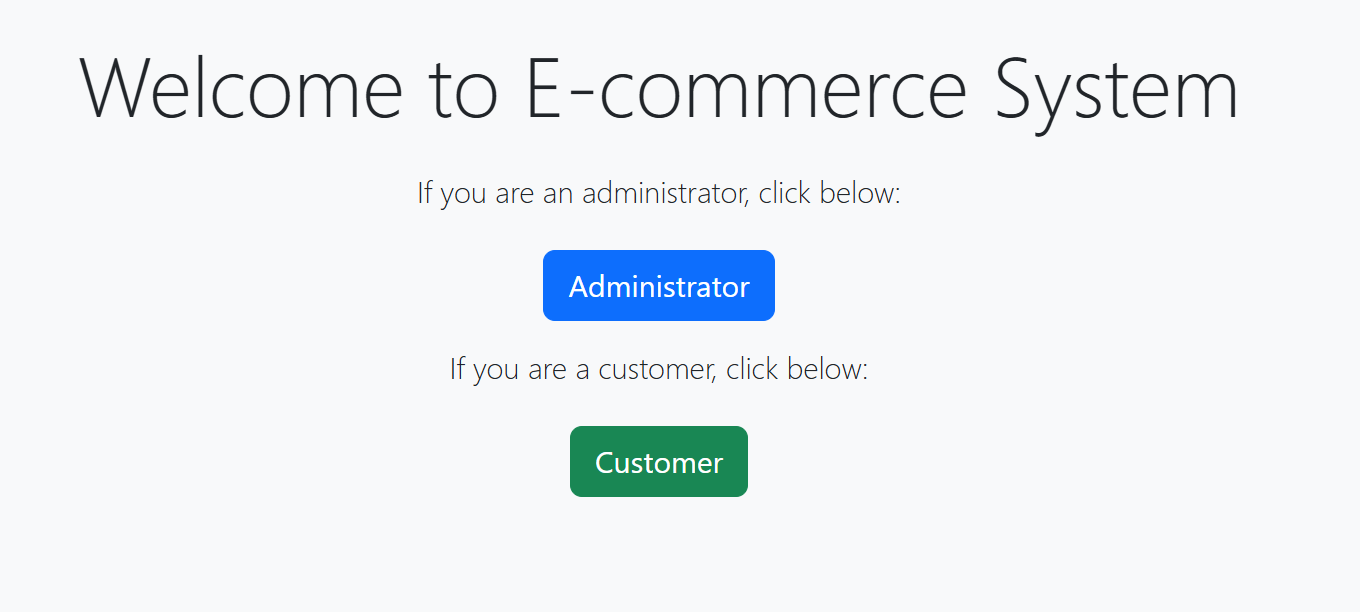 Welcome to E-commerce System
If you are an administrator, click below:
Administrator
If you are a customer, click below:
Customer